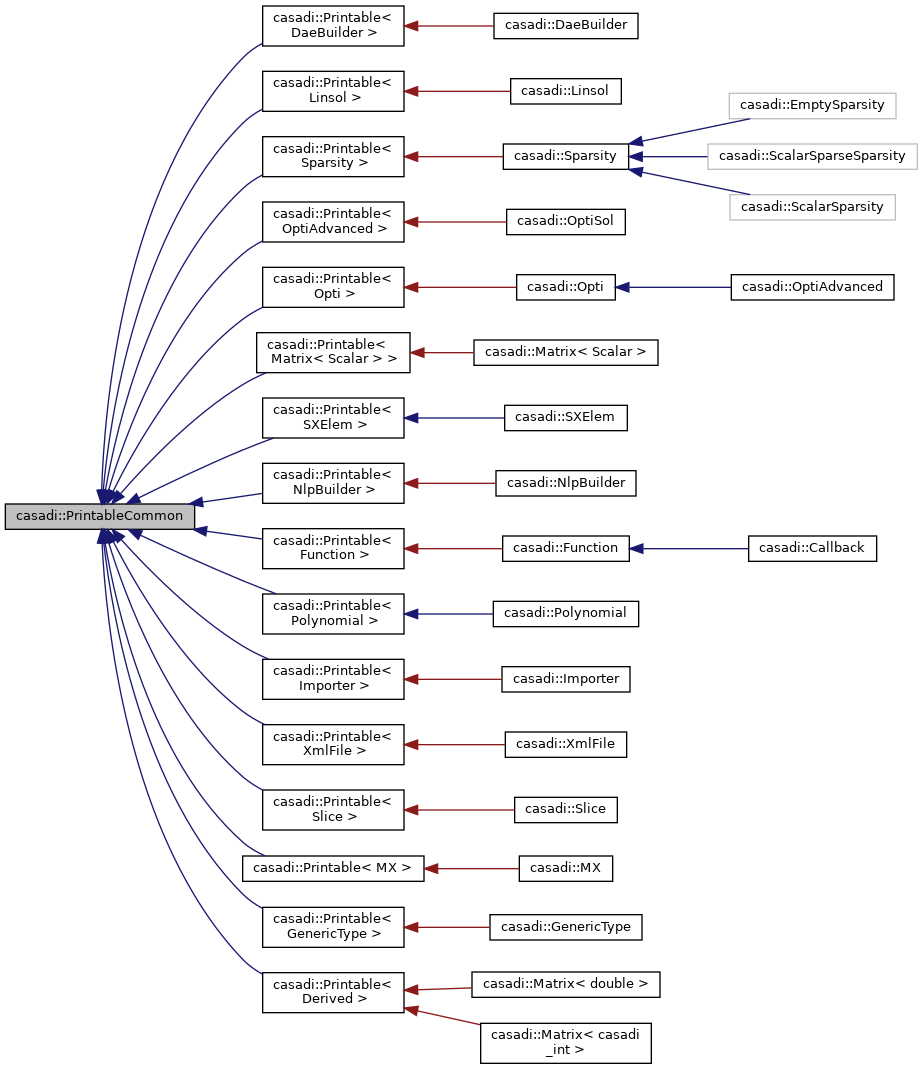 casadi::Printable<
DaeBuilder >
casadi::DaeBuilder
casadi::Printable<
Linsol >
casadi::Linsol
casadi::EmptySparsity
casadi::Printable<
Sparsity >
casadi::Sparsity
casadi::ScalarSparseSparsity
casadi::ScalarSparsity
casadi::Printable<
OptiAdvanced >
casadi::OptiSol
casadi::Printable<
Opti >
casadi::Opti
casadi::OptiAdvanced
casadi::Printable<
Matrix< Scalar > >
casadi::Matrix< Scalar >
casadi::Printable<
SXElem >
casadi::SXElem
casadi::Printable<
NlpBuilder >
casadi::NlpBuilder
casadi::PrintableCommon
casadi::Printable<
Function >
casadi::Function
casadi::Callback
casadi::Printable<
Polynomial >
casadi::Polynomial
casadi::Printable<
Importer >
casadi::Importer
casadi::Printable<
XmlFile >
casadi::XmlFile
casadi::Printable<
Slice >
casadi::Slice
casadi::Printable< MX >
casadi::MX
casadi::Printable<
GenericType >
casadi::GenericType
casadi::Printable<
Derived >
casadi::Matrix< double >
casadi::Matrix< casadi
_int >